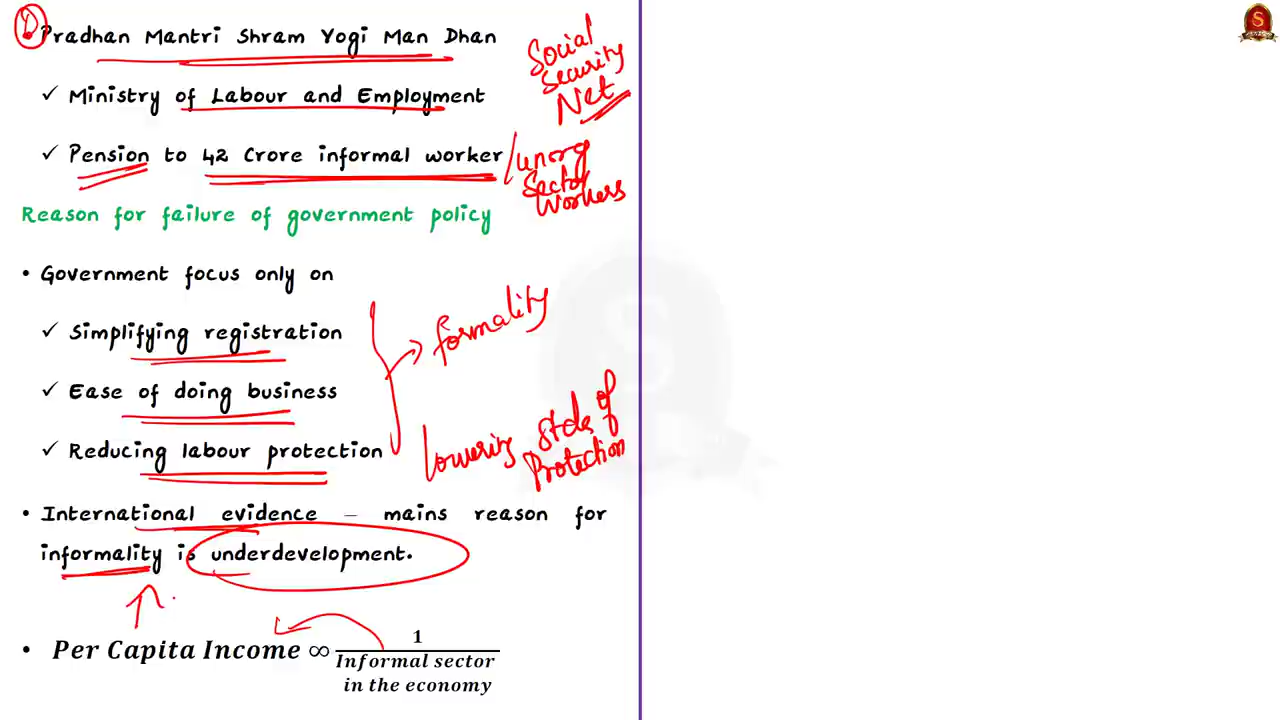 Pradhan Mantri Shram Yogi Man Dhan
✓ Ministry of Labour and Employment
✓ Pension to 42 Crore informal worker
Social
Security
Net
/unorg
Sector
Workers
Reason for failure of government policy
• Government focus only on
✓ Simplifying registration
✓ Ease of doing business
✓ Reducing labour protection
→ formality
lowering stds of
Protection
• International evidence – mains reason for
informality is underdevelopment.
• Per Capita Income ∞ 1
Informal sector
in the economy
S